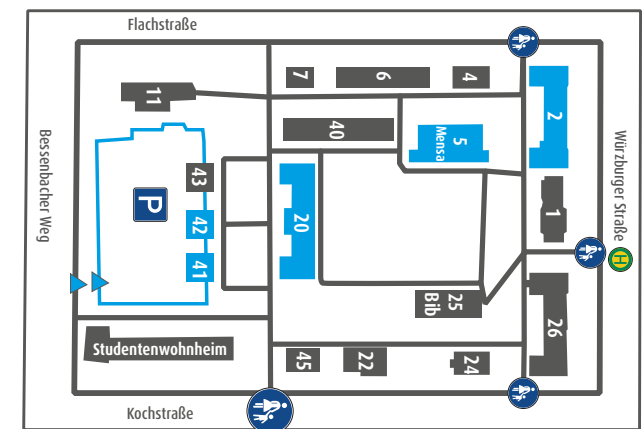 Flachstraße
7
6
4
11
40
5
Mensa
2
Würzburger Straße
Bessenbacher Weg
43
P
42
20
1
H
41
25
Bib
26
Studentenwohnheim
45
22
24
Kochstraße